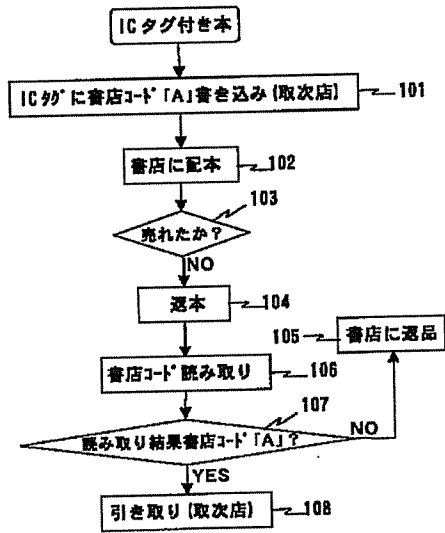 ICタグ付き本
ICﾀｸﾞに書店ｺｰﾄﾞ「A」書き込み(取次店)
101
書店に配本
102
103
売れたか?
NO
返本
104
105
書店に返品
書店ｺｰﾄﾞ読み取り
106
107
読み取り結果書店ｺｰﾄﾞ「A」?
NO
YES
引き取り(取次店)
108